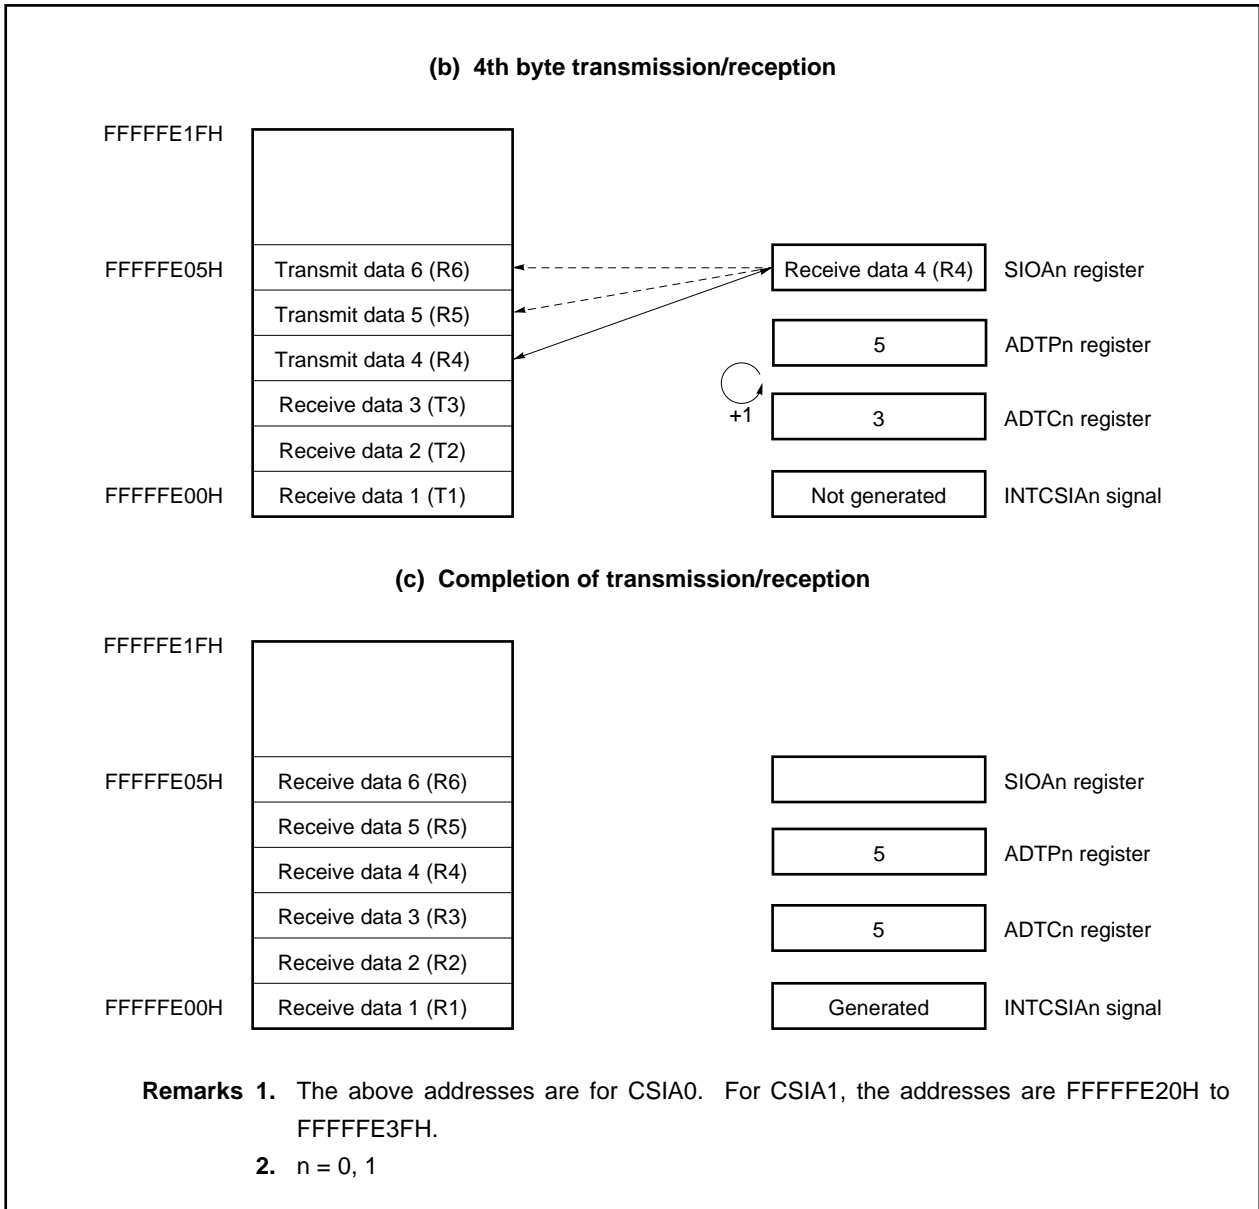 (b) 4th byte transmission/reception
FFFFFE1FH
FFFFFE05H Transmit data 6 (R6) Receive data 4 (R4) SIOAn register
Transmit data 5 (R5)
Transmit data 4 (R4) 5 ADTPn register
Receive data 3 (T3)
+1 3 ADTCn register
Receive data 2 (T2)
FFFFFE00H Receive data 1 (T1) Not generated INTCSIAn signal
(c) Completion of transmission/reception
FFFFFE1FH
FFFFFE05H Receive data 6 (R6) SIOAn register
Receive data 5 (R5)
5 ADTPn register
Receive data 4 (R4)
Receive data 3 (R3)
5 ADTCn register
Receive data 2 (R2)
FFFFFE00H Receive data 1 (R1) Generated INTCSIAn signal
Remarks 1. The above addresses are for CSIA0. For CSIA1, the addresses are FFFFFE20H to
FFFFFE3FH.
2. n = 0, 1